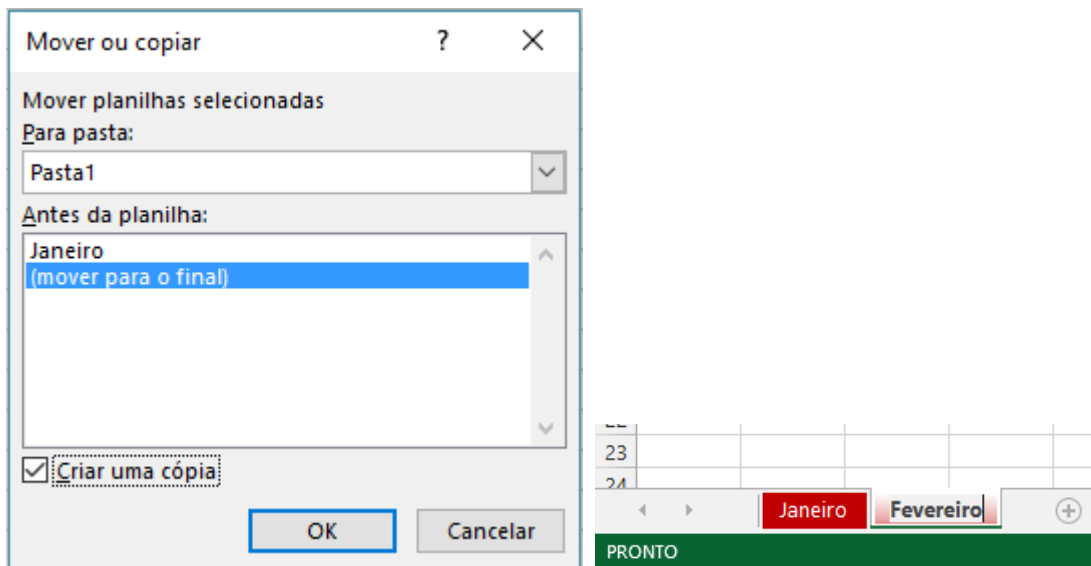 Mover ou copiar ?
Mover planilhas selecionadas
Para pasta:
Pasta1
Antes da planilha:
Janeiro
(mover para o final)
Criar uma cópia
OK Cancelar
23
24
Janeiro Fevereiro
PRONTO